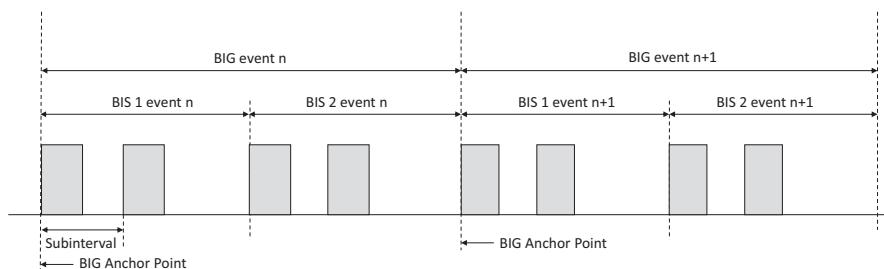 BIG event n
BIG event n+1
BIS 1 event n
BIS 2 event n
BIS 1 event n+1
BIS 2 event n+1
Subinterval
BIG Anchor Point
BIG Anchor Point